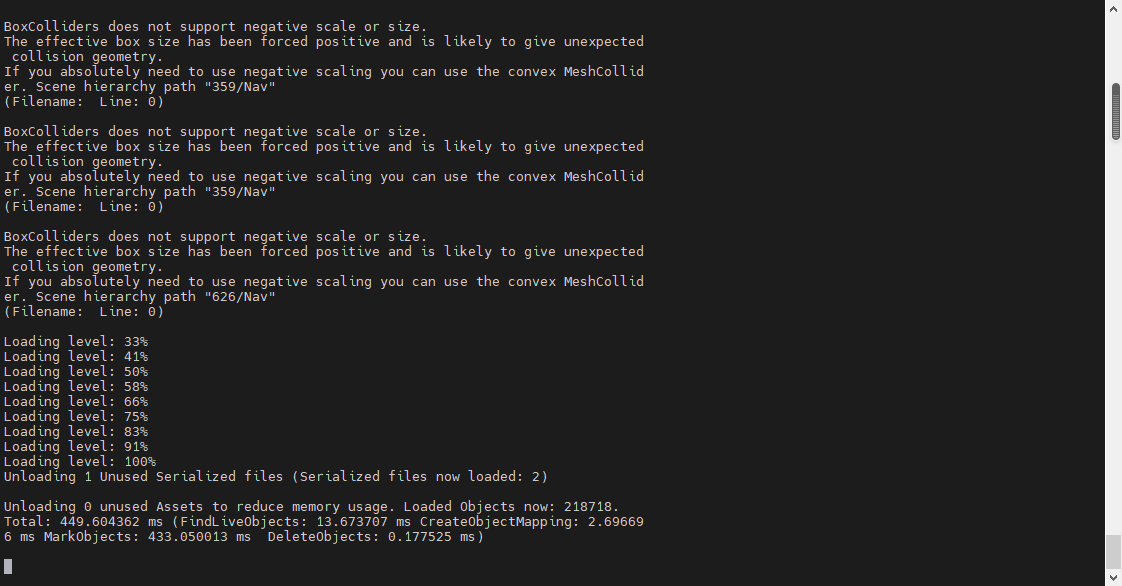 BoxColliders does not support negative scale or size.
The effective box size has been forced positive and is likely to give unexpected
 collision geometry.
If you absolutely need to use negative scaling you can use the convex MeshCollid
er. Scene hierarchy path "359/Nav"
(Filename:  Line: 0)

BoxColliders does not support negative scale or size.
The effective box size has been forced positive and is likely to give unexpected
 collision geometry.
If you absolutely need to use negative scaling you can use the convex MeshCollid
er. Scene hierarchy path "359/Nav"
(Filename:  Line: 0)

BoxColliders does not support negative scale or size.
The effective box size has been forced positive and is likely to give unexpected
 collision geometry.
If you absolutely need to use negative scaling you can use the convex MeshCollid
er. Scene hierarchy path "626/Nav"
(Filename:  Line: 0)

Loading level: 33%
Loading level: 41%
Loading level: 50%
Loading level: 58%
Loading level: 66%
Loading level: 75%
Loading level: 83%
Loading level: 91%
Loading level: 100%
Unloading 1 Unused Serialized files (Serialized files now loaded: 2)

Unloading 0 unused Assets to reduce memory usage. Loaded Objects now: 218718.
Total: 449.604362 ms (FindLiveObjects: 13.673707 ms CreateObjectMapping: 2.69669
6 ms MarkObjects: 433.050013 ms  DeleteObjects: 0.177525 ms)